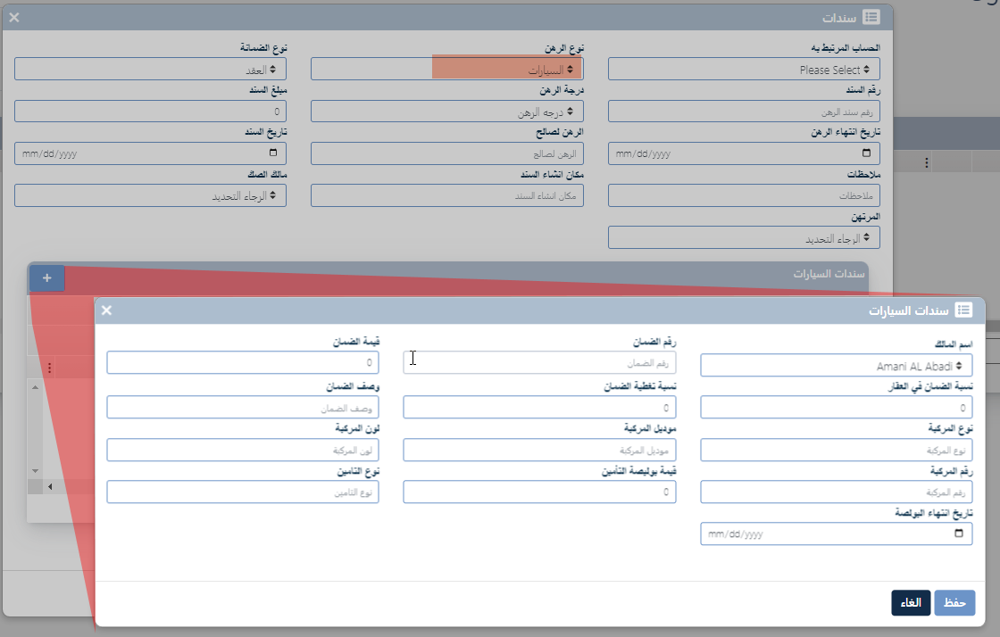 سندات
الحساب المرتبط به
نوع الرهن
نوع الضمانة
Please Select
السيارات
العقد
رقم السند
درجة الرهن
مبلغ السند
رقم سند الرهن
درجه الرهن
0
تاريخ انتهاء الرهن
الرهن لصالح
تاريخ السند
mm/dd/yyyy
الرهن لصالح
mm/dd/yyyy
ملاحظات
مكان انشاء السند
مالك الصك
ملاحظات
مكان انشاء السند
الرجاء التحديد
المرتهن
الرجاء التحديد
سندات السيارات
+
سندات السيارات
اسم المالك
رقم الضمان
قيمة الضمان
Amani AL Abadi
رقم الضمان
0
نسبة الضمان في العقار
نسبة تغطية الضمان
وصف الضمان
0
0
وصف الضمان
نوع المركبة
موديل المركبة
لون المركبة
نوع المركبة
موديل المركبة
لون المركبة
رقم المركبة
قيمة بوليصة التأمين
نوع التامين
رقم المركبة
0
نوع التامين
تاريخ انتهاء البولصة
mm/dd/yyyy
حفظ
الغاء